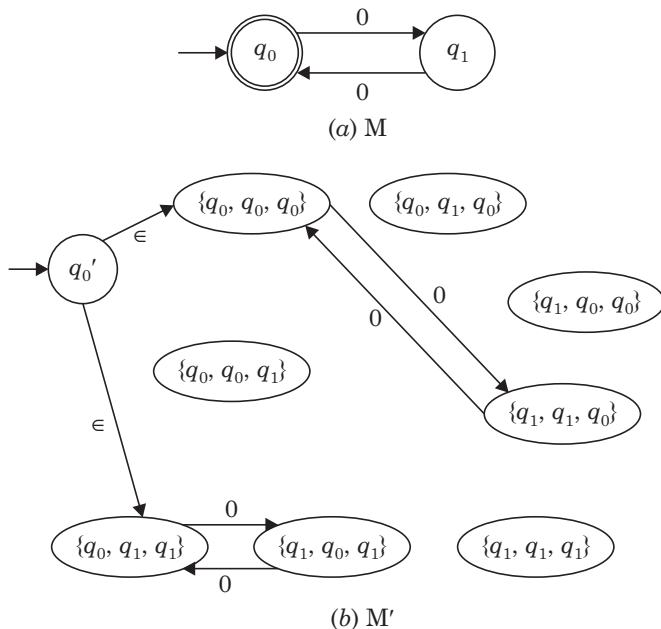 0
q₀ q₁
0
(a) M
{q₀, q₀, q₀} {q₀, q₁, q₀}
∈
q₀′
0
{q₁, q₀, q₀}
0
{q₀, q₀, q₁}
{q₁, q₁, q₀}
∈
0
{q₀, q₁, q₁} {q₁, q₀, q₁} {q₁, q₁, q₁}
0
(b) M′